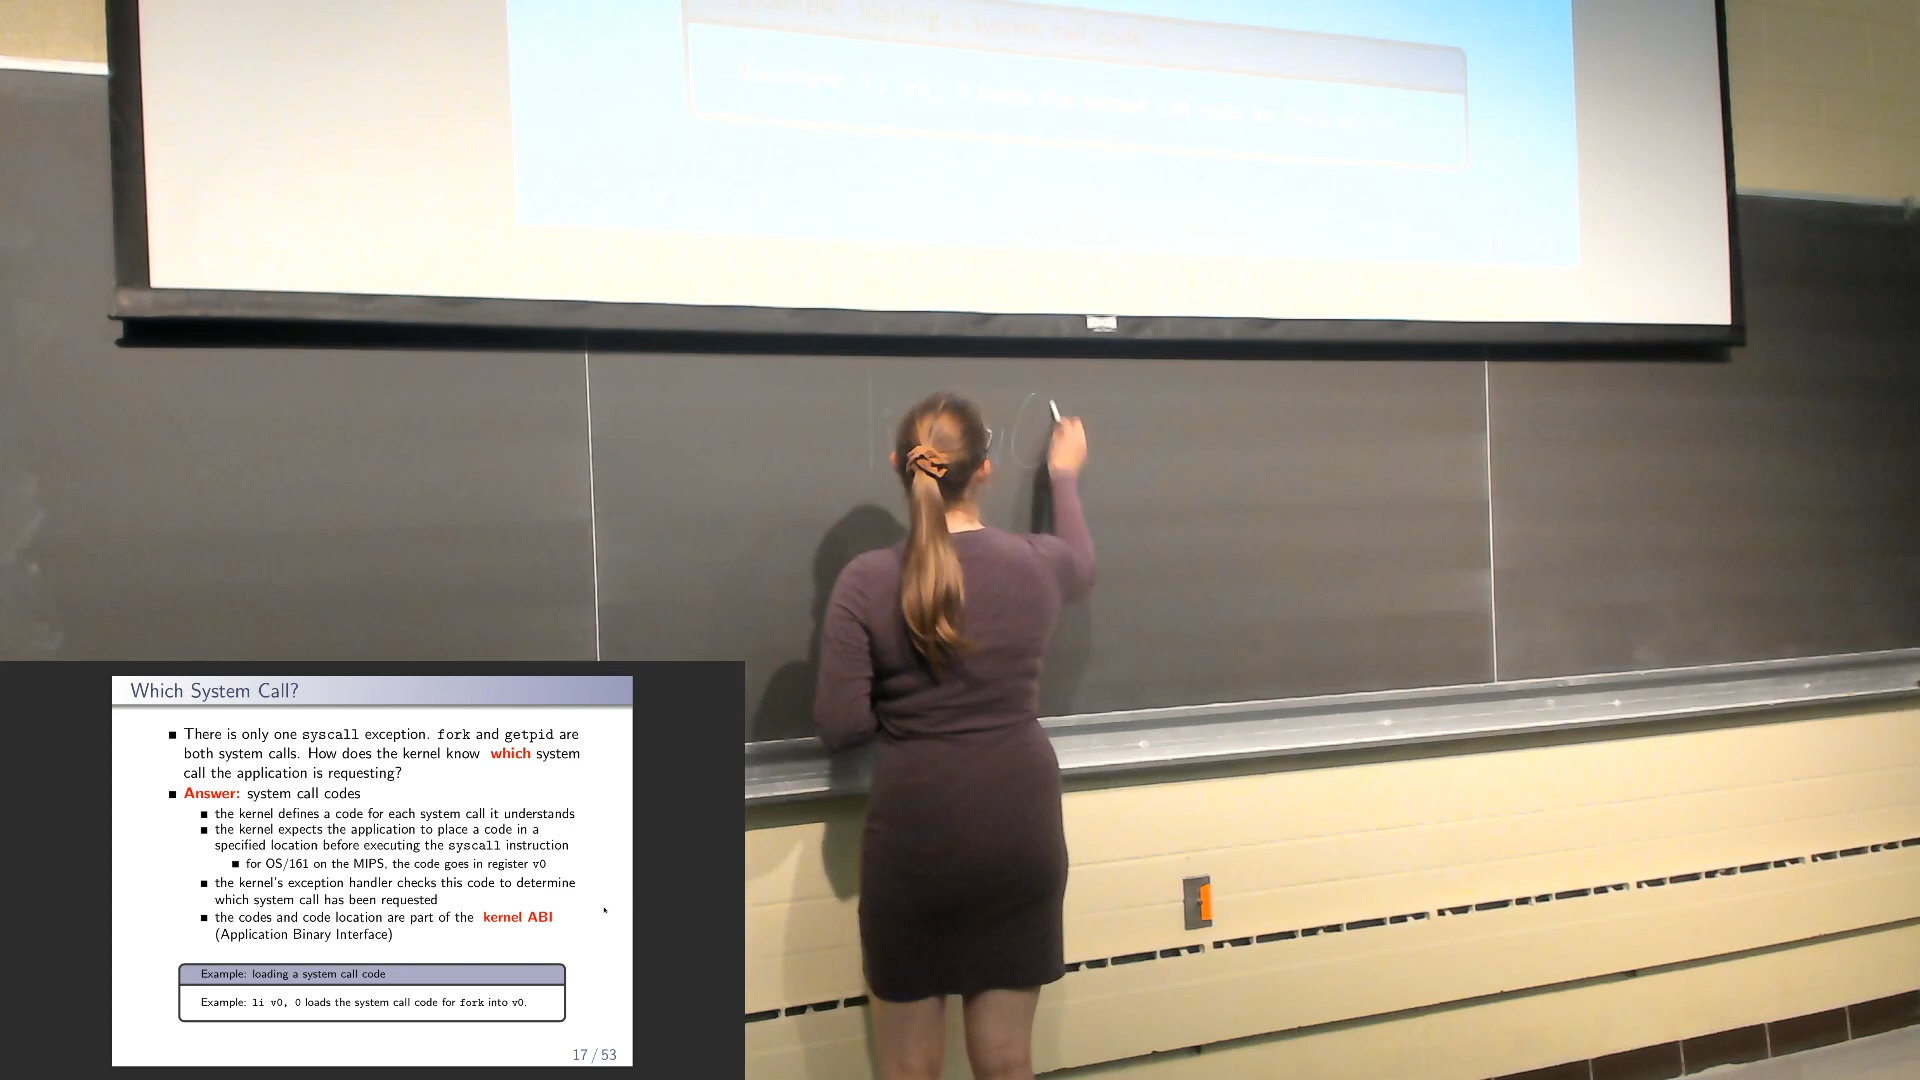 Example: loading a system call code
Which System Call?
■ There is only one syscall exception. fork and getpid are
both system calls. How does the kernel know which system
call the application is requesting?
■ Answer: system call codes
■ the kernel defines a code for each system call it understands
■ the kernel expects the application to place a code in a
specified location before executing the syscall instruction
■ for OS/161 on the MIPS, the code goes in register v0
■ the kernel's exception handler checks this code to determine
which system call has been requested
■ the codes and code location are part of the kernel ABI
(Application Binary Interface)
Example: loading a system call code
Example: li v0, 0 loads the system call code for fork into v0.
17 / 53